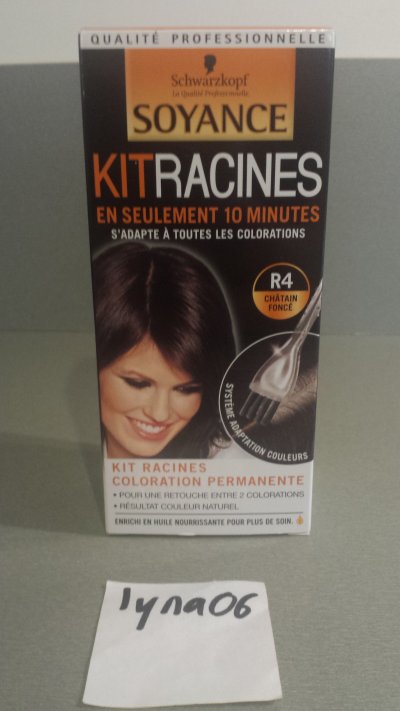 QUALITÉ PROFESSIONNELLE
Schwarzkopf
La Qualité Professionnelle
SOYANCE
KITRACINES
EN SEULEMENT 10 MINUTES
S'ADAPTE À TOUTES LES COLORATIONS
R4
CHÂTAIN
FONCÉ
SYSTÈME ADAPTATION COULEURS
KIT RACINES
COLORATION PERMANENTE
• POUR UNE RETOUCHE ENTRE 2 COLORATIONS
• RÉSULTAT COULEUR NATUREL
ENRICHI EN HUILE NOURRISSANTE POUR PLUS DE SOIN.
lyna06